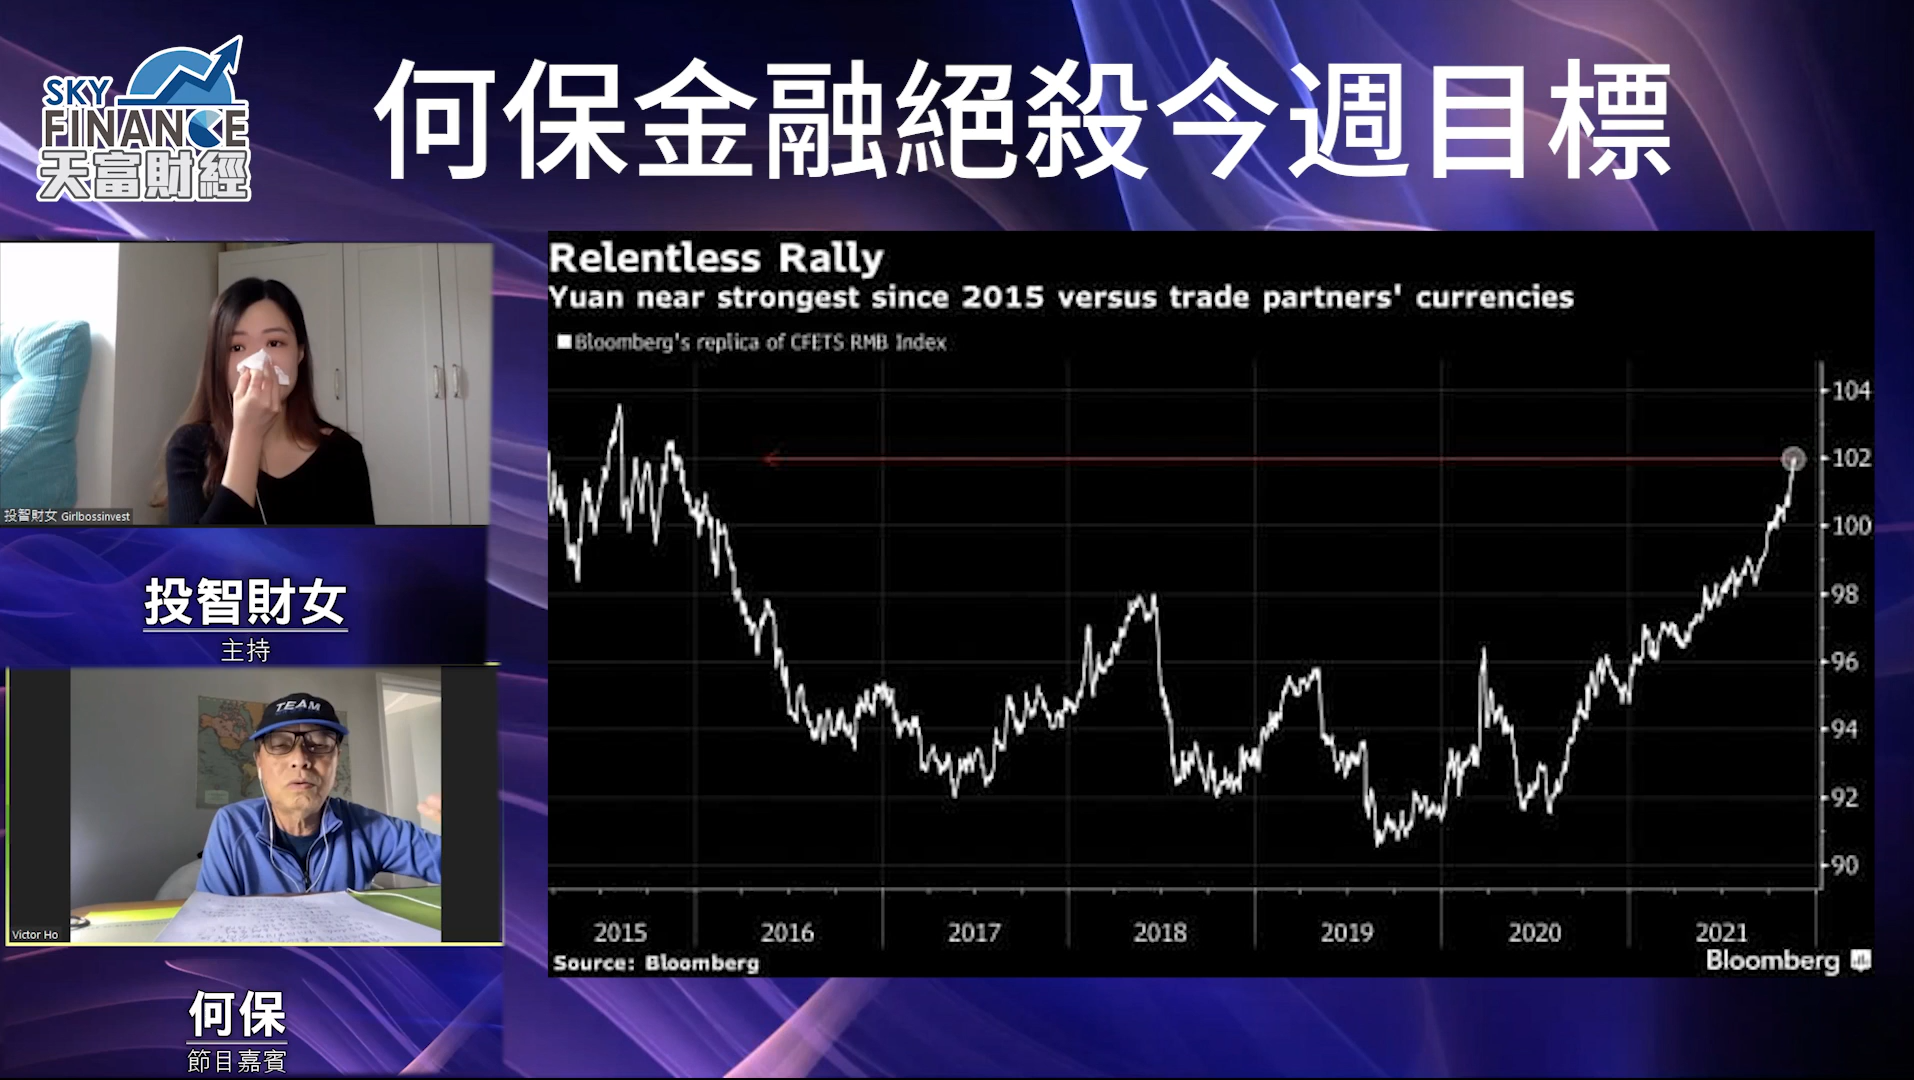 SKY
FINANCE
天富財經
何保金融絕殺今週目標
投智財女 Girlbossinvest
投智財女
主持
TEAM
Victor Ho
何保
節目嘉賓
Relentless Rally
Yuan near strongest since 2015 versus trade partners' currencies
Bloomberg's replica of CFETS RMB Index
104
102
100
98
96
94
92
90
2015 2016 2017 2018 2019 2020 2021
Source: Bloomberg
Bloomberg